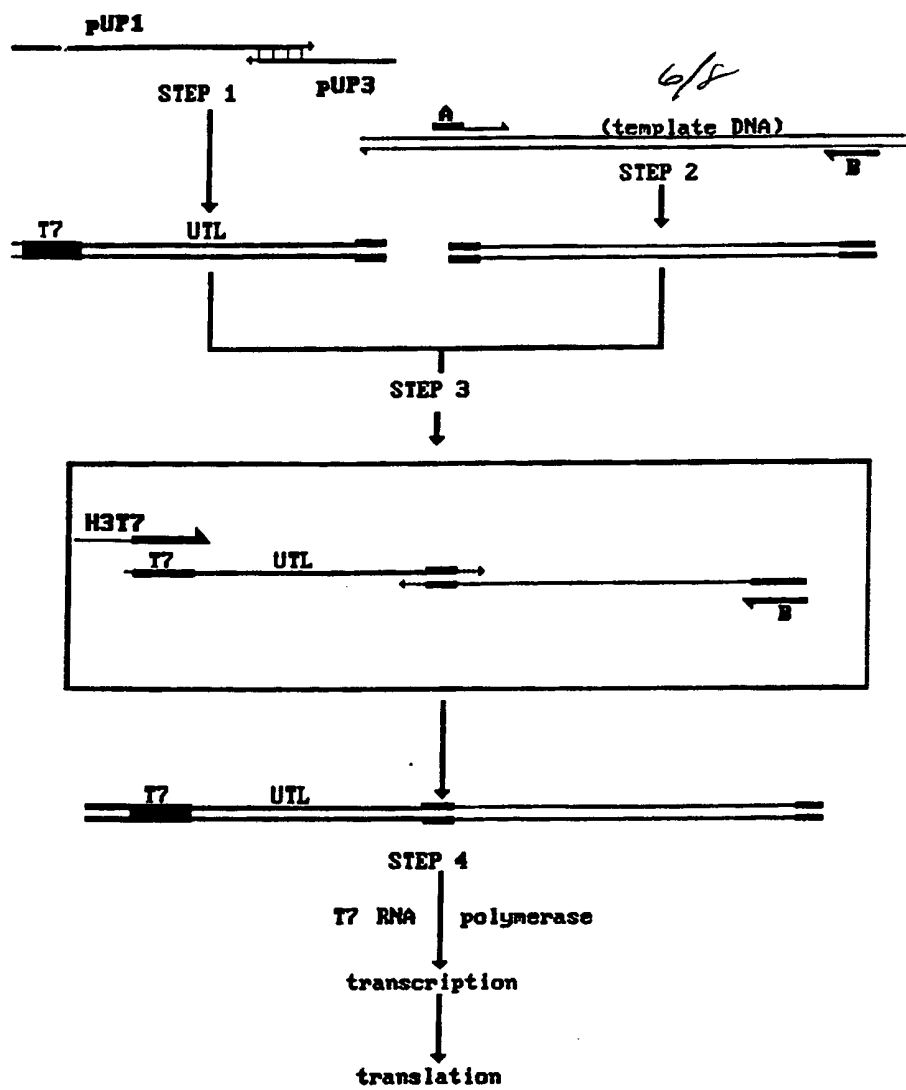 pUP1
pUP3
STEP 1
6/8
A
(template DNA)
B
STEP 2
T7
UTL
STEP 3
H3T7
T7
UTL
B
T7
UTL
STEP 4
T7 RNA polymerase
transcription
translation